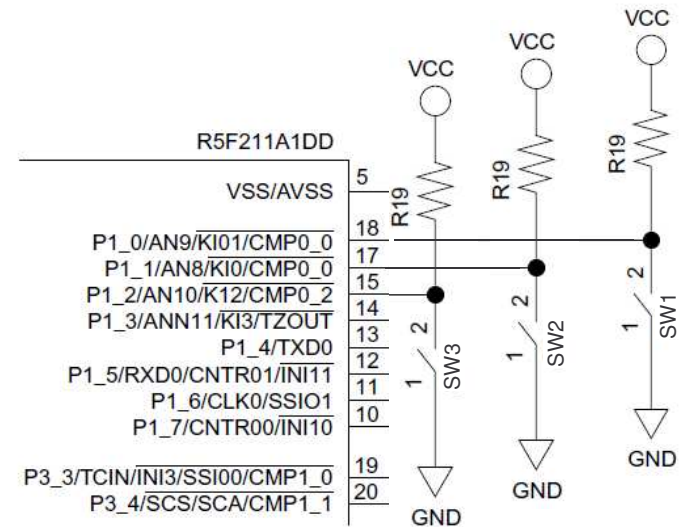 VCC
VCC
VCC
R5F211A1DD
R19
R19
R19
VSS/AVSS 5
P1_0/AN9/KI01/CMP0_0 18
P1_1/AN8/KI0/CMP0_0 17
P1_2/AN10/K12/CMP0_2 15
P1_3/ANN11/KI3/TZOUT 14
P1_4/TXD0 13
P1_5/RXD0/CNTR01/INI11 12
P1_6/CLK0/SSIO1 11
P1_7/CNTR00/INI10 10
P3_3/TCIN/INI3/SSI00/CMP1_0 19
P3_4/SCS/SCA/CMP1_1 20
2
1
SW3
2
1
SW2
2
1
SW1
GND
GND
GND